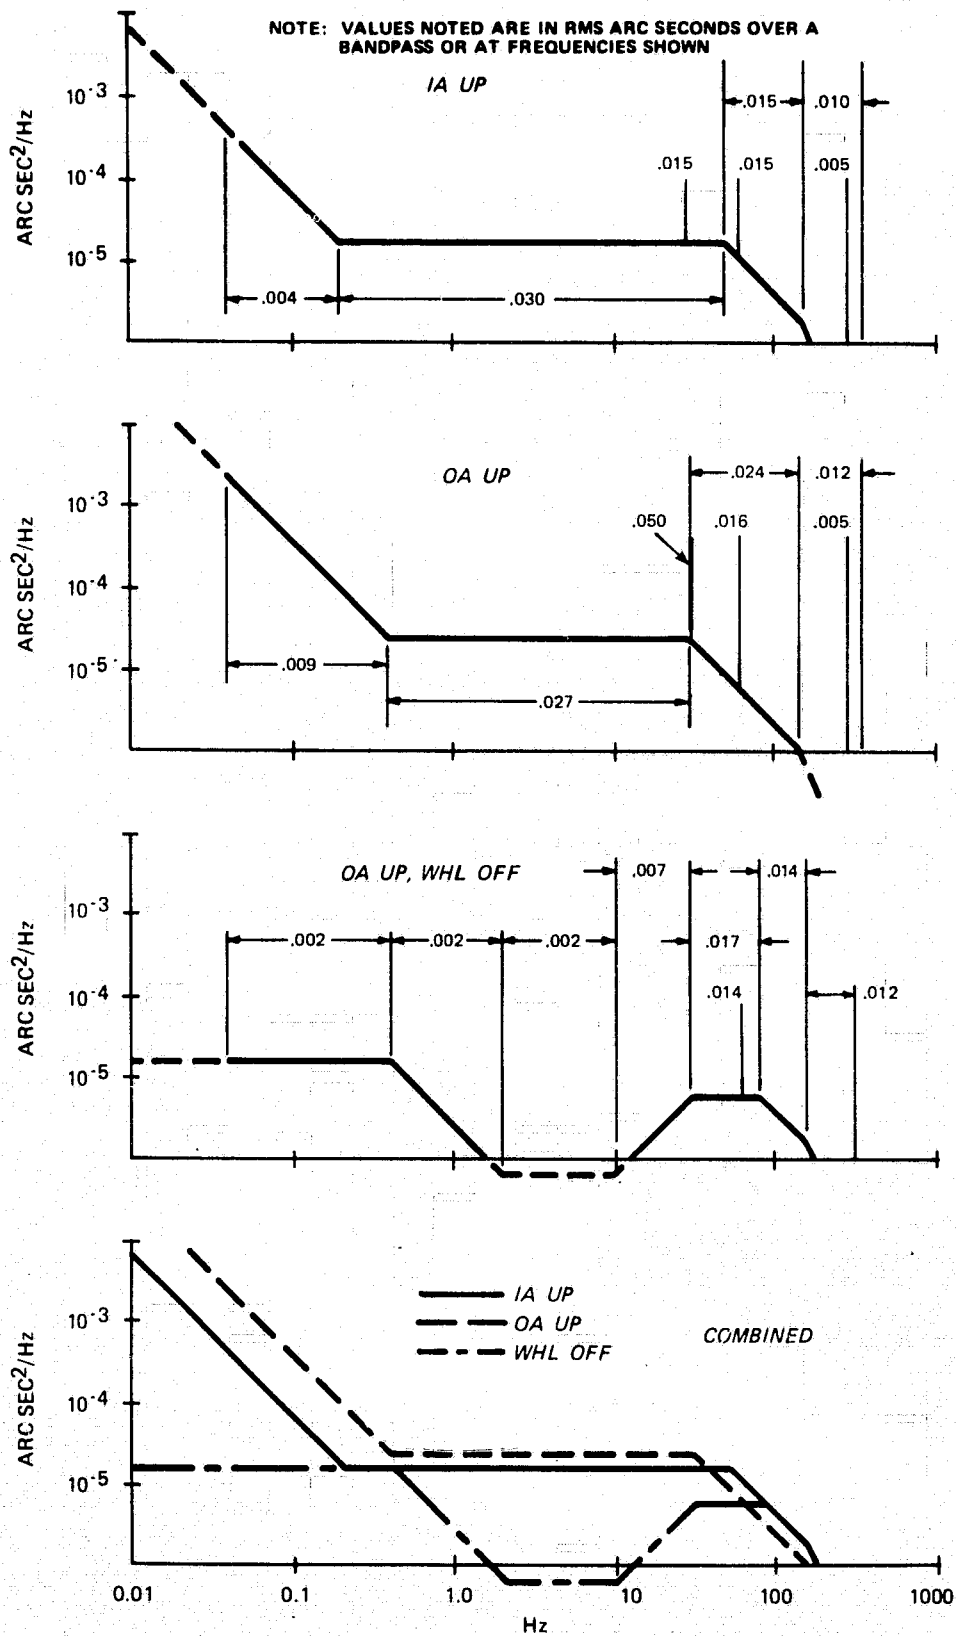 NOTE: VALUES NOTED ARE IN RMS ARC SECONDS OVER A
BANDPASS OR AT FREQUENCIES SHOWN
IA UP
ARC SEC2/Hz
10-3
10-4
10-5
.015
.010
.015
.015
.005
.004
.030
OA UP
ARC SEC2/Hz
10-3
10-4
10-5
.024
.012
.050
.016
.005
.009
.027
OA UP, WHL OFF
ARC SEC2/Hz
10-3
10-4
10-5
.007
.014
.002
.002
.002
.017
.014
.012
COMBINED
ARC SEC2/Hz
10-3
10-4
10-5
IA UP
OA UP
WHL OFF
0.01
0.1
1.0
10
100
1000
Hz